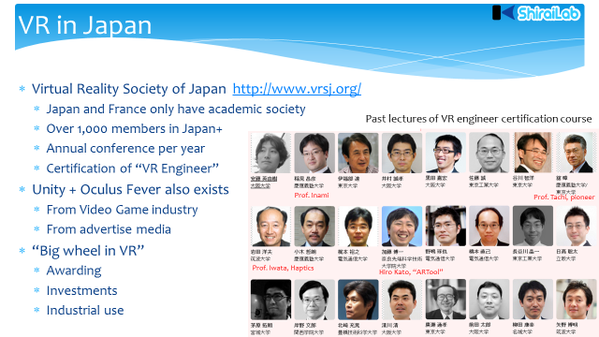 VR in Japan
ShiraiLab
* Virtual Reality Society of Japan http://www.vrsj.org/
* Japan and France only have academic society
* Over 1,000 members in Japan+
* Annual conference per year
* Certification of “VR Engineer”
* Unity + Oculus Fever also exists
* From Video Game industry
* From advertise media
* “Big wheel in VR”
* Awarding
* Investments
* Industrial use
Past lectures of VR engineer certification course
安藤 英由樹
大阪大学
稲見 昌彦
慶應義塾大学
伊福部 達
東京大学
井村 誠孝
大阪大学
黒田 嘉宏
大阪大学
佐藤 誠
東京工業大学
谷川 智洋
東京大学
舘 暲
慶應義塾大学/
東京大学
Prof. Inami
Prof. Tachi, pioneer
岩田 洋夫
筑波大学
小木 哲朗
慶應義塾大学
梶本 裕之
電気通信大学
加藤 博一
奈良先端科学技術
大学院大学
野嶋 琢也
電気通信大学
橋本 直己
電気通信大学
長谷川 晶一
東京工業大学
日高 聡太
立教大学
Prof. Iwata, Haptics
Hiro Kato, “ARTool”
茅原 拓朗
宮城大学
岸野 文郎
関西学院大学
北崎 充晃
豊橋技術科学大学
清川 清
大阪大学
東京大学
前田 太郎
大阪大学
柳田 康幸
名城大学
矢野 博明
筑波大学